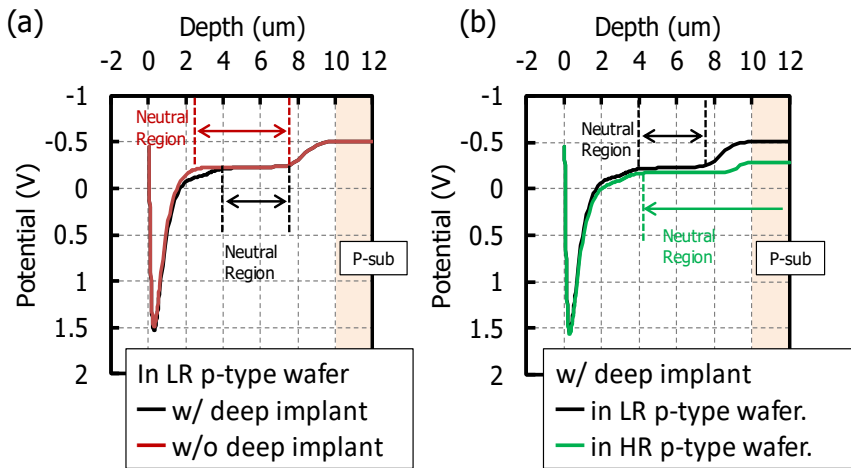 (a)
Depth (um)
-2 0 2 4 6 8 10 12
Potential (V)
-1
-0.5
0
0.5
1
1.5
2
Neutral
Region
Neutral
Region
P-sub
In LR p-type wafer
w/ deep implant
w/o deep implant
(b)
Depth (um)
-2 0 2 4 6 8 10 12
Potential (V)
-1
-0.5
0
0.5
1
1.5
2
Neutral
Region
Neutral
Region
P-sub
w/ deep implant
in LR p-type wafer.
in HR p-type wafer.